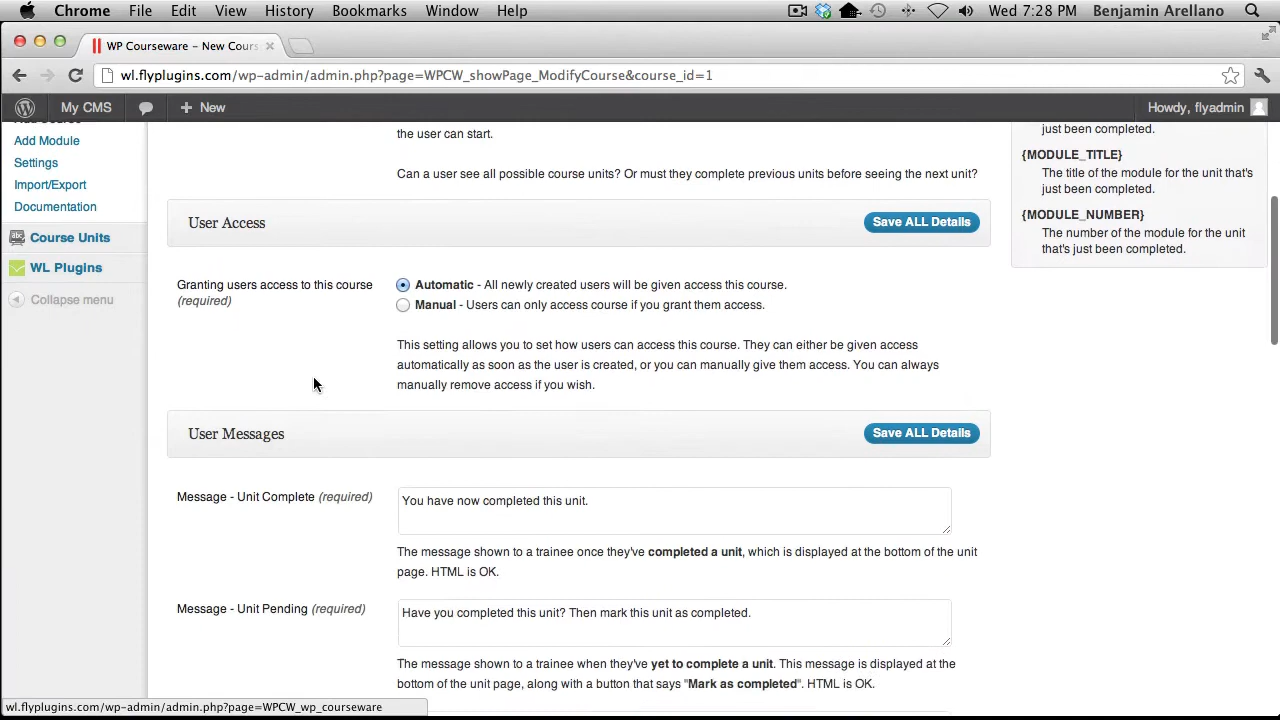 Chrome File Edit View History Bookmarks Window Help Wed 7:28 PM Benjamin Arellano
WP Courseware – New Cours
wl.flyplugins.com/wp-admin/admin.php?page=WPCW_showPage_ModifyCourse&course_id=1
My CMS + New Howdy, flyadmin
Add Module
Settings
Import/Export
Documentation
Course Units
WL Plugins
Collapse menu
the user can start.
Can a user see all possible course units? Or must they complete previous units before seeing the next unit?
User Access Save ALL Details
Granting users access to this course
(required)
Automatic - All newly created users will be given access this course.
Manual - Users can only access course if you grant them access.
This setting allows you to set how users can access this course. They can either be given access
automatically as soon as the user is created, or you can manually give them access. You can always
manually remove access if you wish.
User Messages Save ALL Details
Message - Unit Complete (required)
You have now completed this unit.
The message shown to a trainee once they've completed a unit, which is displayed at the bottom of the unit
page. HTML is OK.
Message - Unit Pending (required)
Have you completed this unit? Then mark this unit as completed.
The message shown to a trainee when they've yet to complete a unit. This message is displayed at the
bottom of the unit page, along with a button that says "Mark as completed". HTML is OK.
just been completed.
{MODULE_TITLE}
The title of the module for the unit that's
just been completed.
{MODULE_NUMBER}
The number of the module for the unit
that's just been completed.
wl.flyplugins.com/wp-admin/admin.php?page=WPCW_wp_courseware